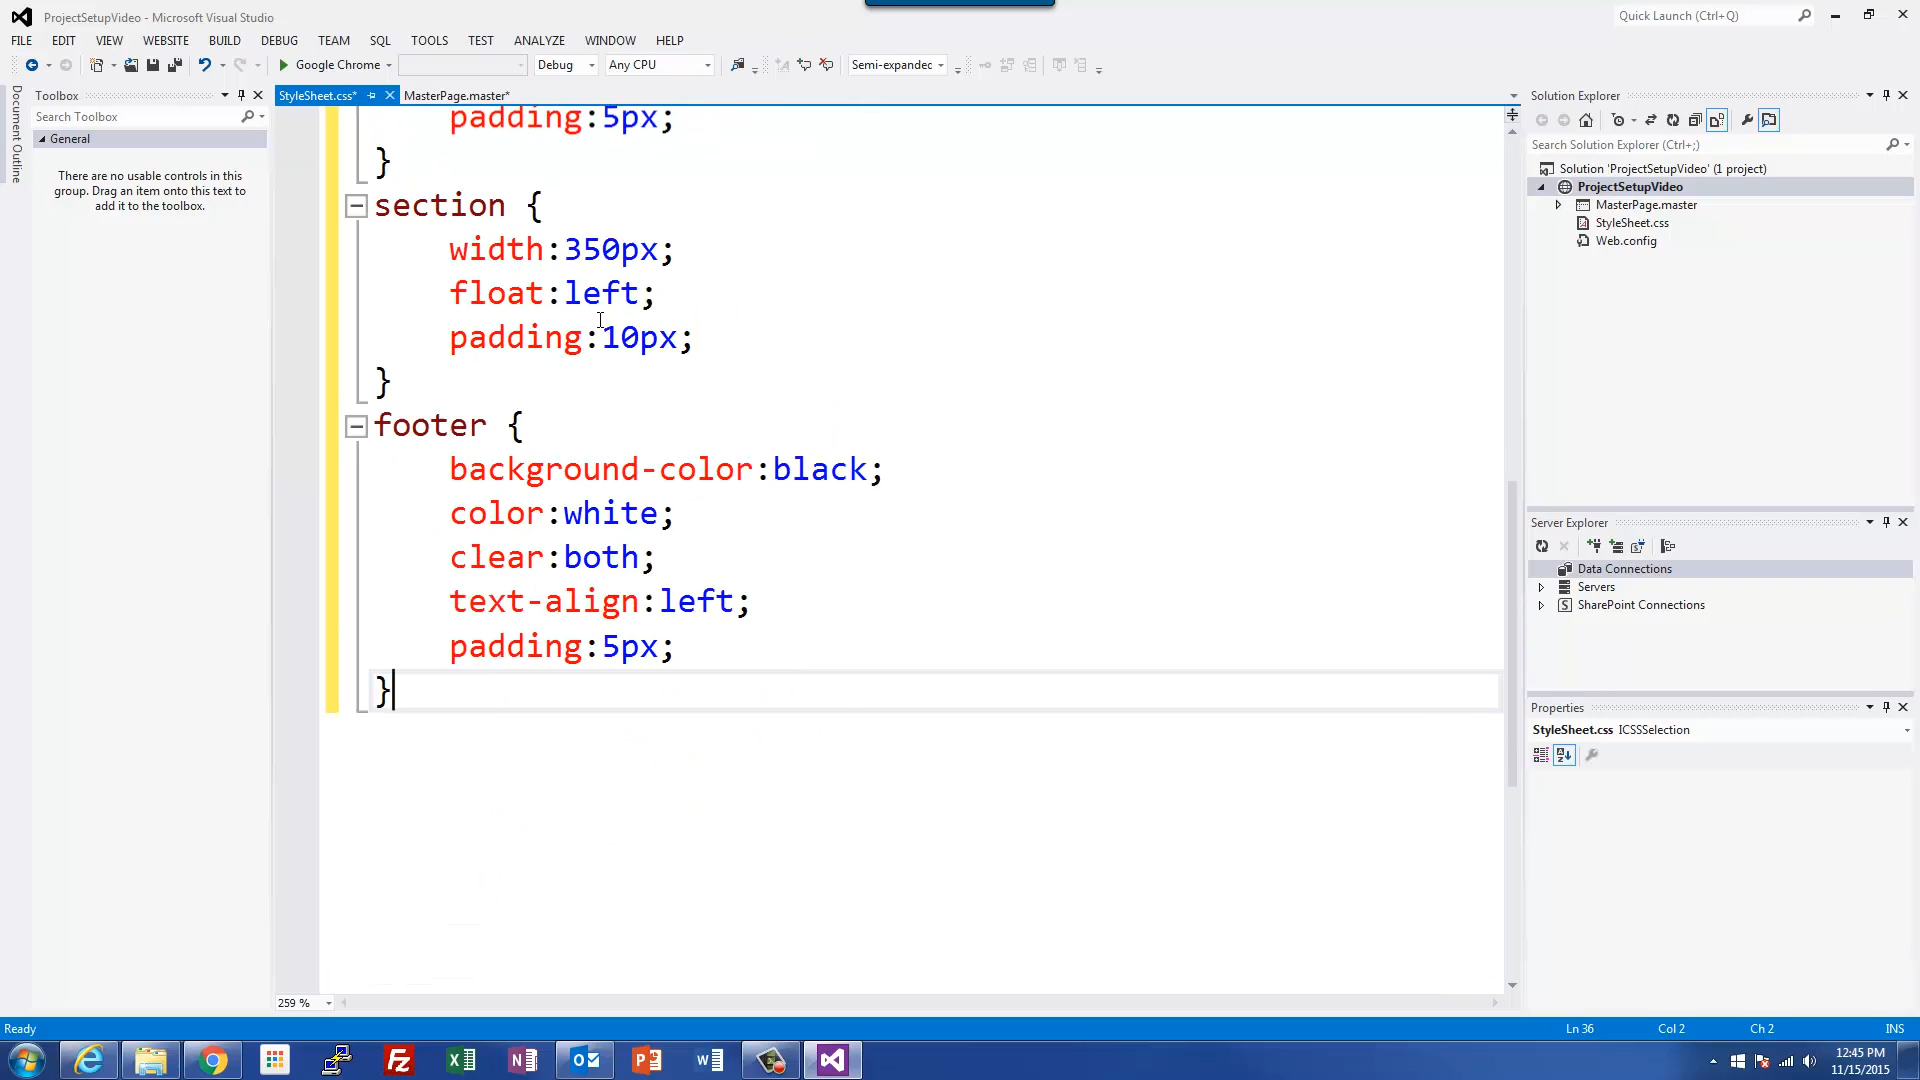 ProjectSetupVideo - Microsoft Visual Studio
Quick Launch (Ctrl+Q)
FILE EDIT VIEW WEBSITE BUILD DEBUG TEAM SQL TOOLS TEST ANALYZE WINDOW HELP
Google Chrome Debug Any CPU Semi-expandec
Document Outline
Toolbox
Search Toolbox
General
There are no usable controls in this
group. Drag an item onto this text to
add it to the toolbox.
StyleSheet.css* MasterPage.master*
padding:5px;
}
section {
width:350px;
float:left;
padding:10px;
}
footer {
background-color:black;
color:white;
clear:both;
text-align:left;
padding:5px;
}
259 %
Solution Explorer
Search Solution Explorer (Ctrl+;)
Solution 'ProjectSetupVideo' (1 project)
ProjectSetupVideo
MasterPage.master
StyleSheet.css
Web.config
Server Explorer
Data Connections
Servers
SharePoint Connections
Properties
StyleSheet.css ICSSSelection
Ready Ln 36 Col 2 Ch 2 INS
12:45 PM
11/15/2015